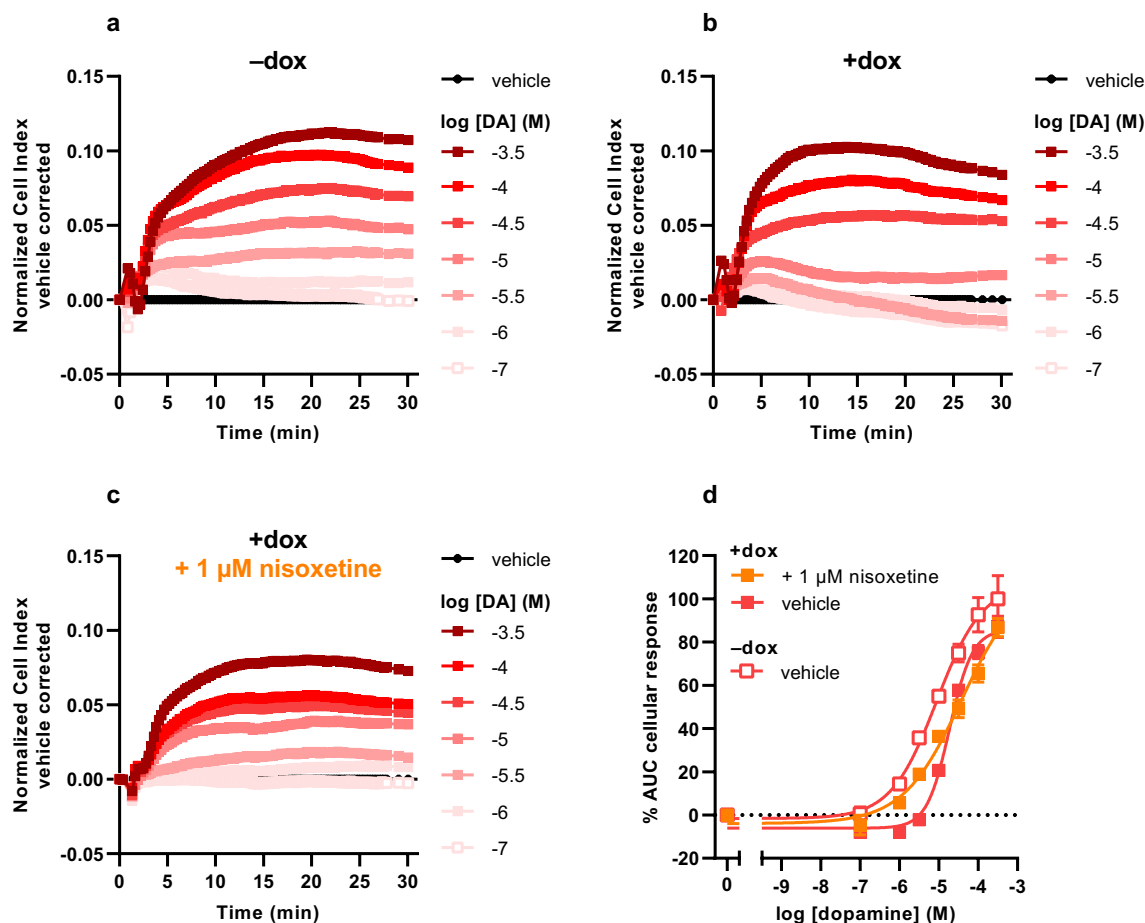 a
–dox
Normalized Cell Index
vehicle corrected
0.15
0.10
0.05
0.00
-0.05
0 5 10 15 20 25 30
Time (min)
vehicle
log [DA] (M)
-3.5
-4
-4.5
-5
-5.5
-6
-7
b
+dox
Normalized Cell Index
vehicle corrected
0.15
0.10
0.05
0.00
-0.05
0 5 10 15 20 25 30
Time (min)
vehicle
log [DA] (M)
-3.5
-4
-4.5
-5
-5.5
-6
-7
c
+dox
+ 1 µM nisoxetine
Normalized Cell Index
vehicle corrected
0.15
0.10
0.05
0.00
-0.05
0 5 10 15 20 25 30
Time (min)
vehicle
log [DA] (M)
-3.5
-4
-4.5
-5
-5.5
-6
-7
d
% AUC cellular response
120
100
80
60
40
20
0
-20
+dox
+ 1 µM nisoxetine
vehicle
–dox
vehicle
0 -9 -8 -7 -6 -5 -4 -3
log [dopamine] (M)